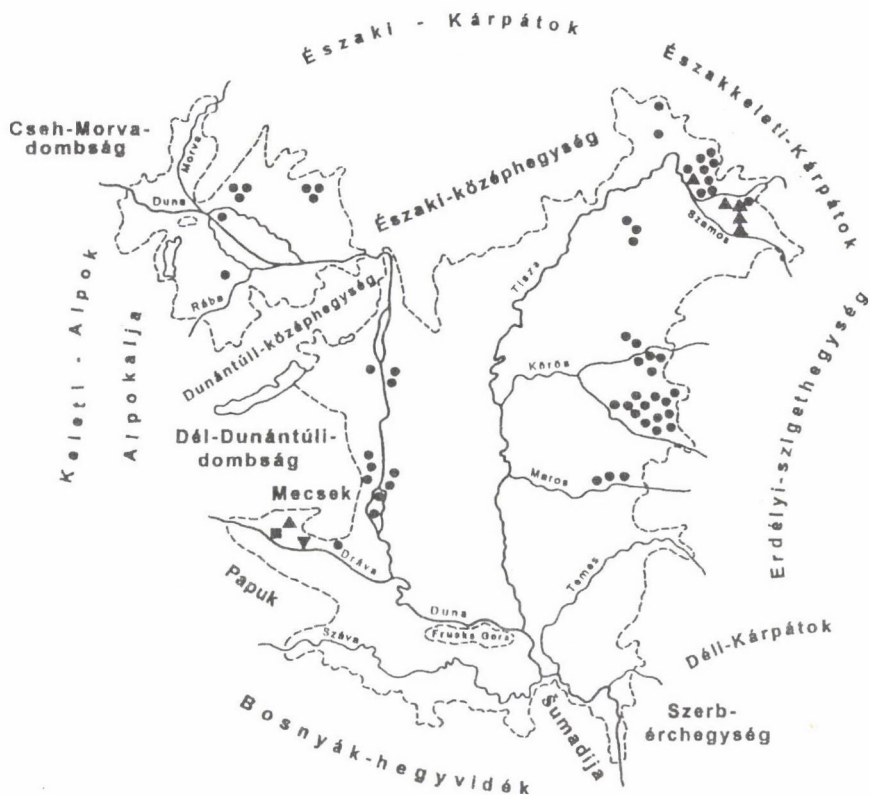 Északi - Kárpátok
Északkeleti-Kárpátok
Cseh-Morva-
dombság
Morva
Duna
Északi-középhegység
Szamos
Tisza
Keleti - Alpok
Alpokalja
Rába
Dunántúli-középhegység
Körös
Dél-Dunántúli-
dombság
Mecsek
Maros
Erdélyi-szigethegység
Dráva
Papuk
Temes
Duna
Fruska Gora
Száva
Déli-Kárpátok
Szerb-
érchegység
Šumadija
Bosnyák-hegyvidék